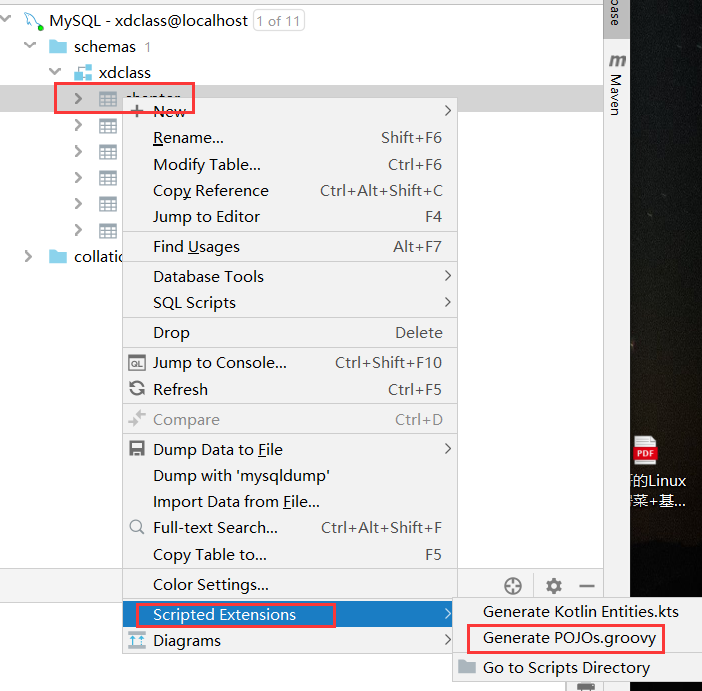 MySQL - xdclass@localhost 1 of 11
schemas 1
xdclass
New
Rename... Shift+F6
Modify Table... Ctrl+F6
Copy Reference Ctrl+Alt+Shift+C
Jump to Editor F4
Find Usages Alt+F7
Database Tools
SQL Scripts
Drop Delete
QL Jump to Console... Ctrl+Shift+F10
Refresh Ctrl+F5
Compare Ctrl+D
Dump Data to File
Dump with 'mysqldump'
Import Data from File...
Full-text Search... Ctrl+Alt+Shift+F
Copy Table to... F5
Color Settings...
Scripted Extensions
Diagrams
Generate Kotlin Entities.kts
Generate POJOs.groovy
Go to Scripts Directory
collatic
m
Maven
PDF
的Linux
菜+基...